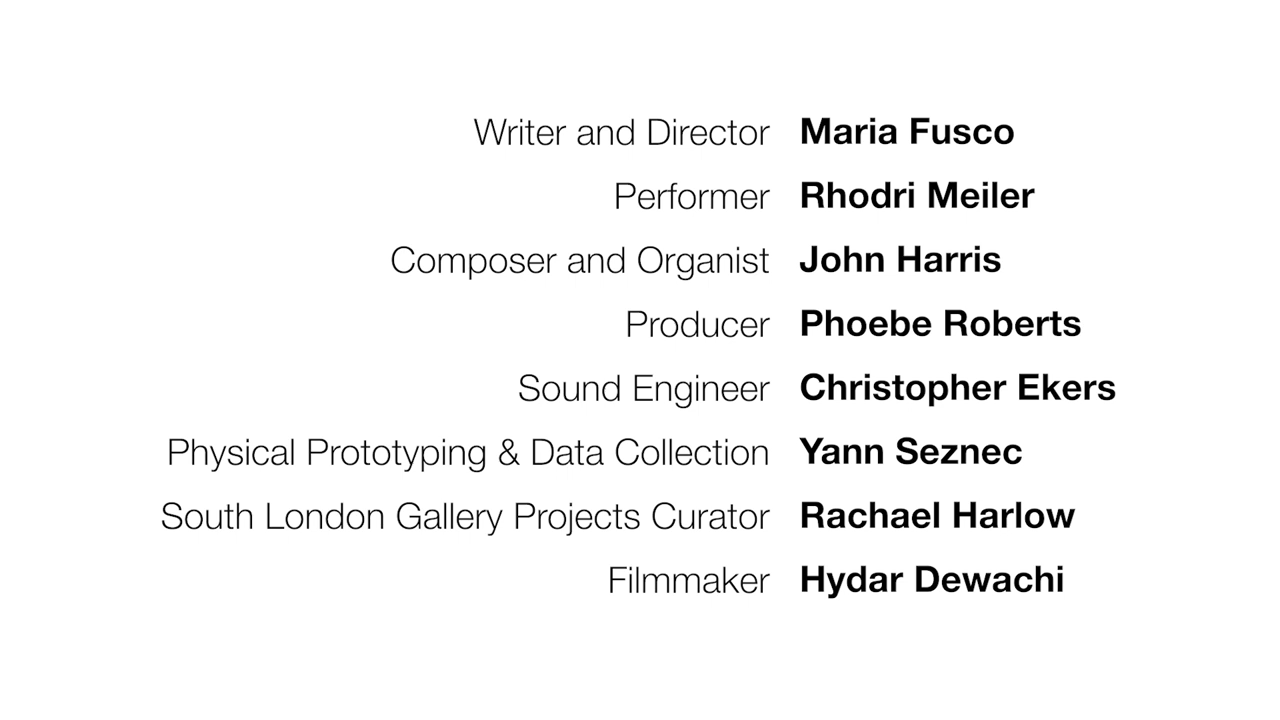 Writer and Director Maria Fusco
Performer Rhodri Meiler
Composer and Organist John Harris
Producer Phoebe Roberts
Sound Engineer Christopher Ekers
Physical Prototyping & Data Collection Yann Seznec
South London Gallery Projects Curator Rachael Harlow
Filmmaker Hydar Dewachi